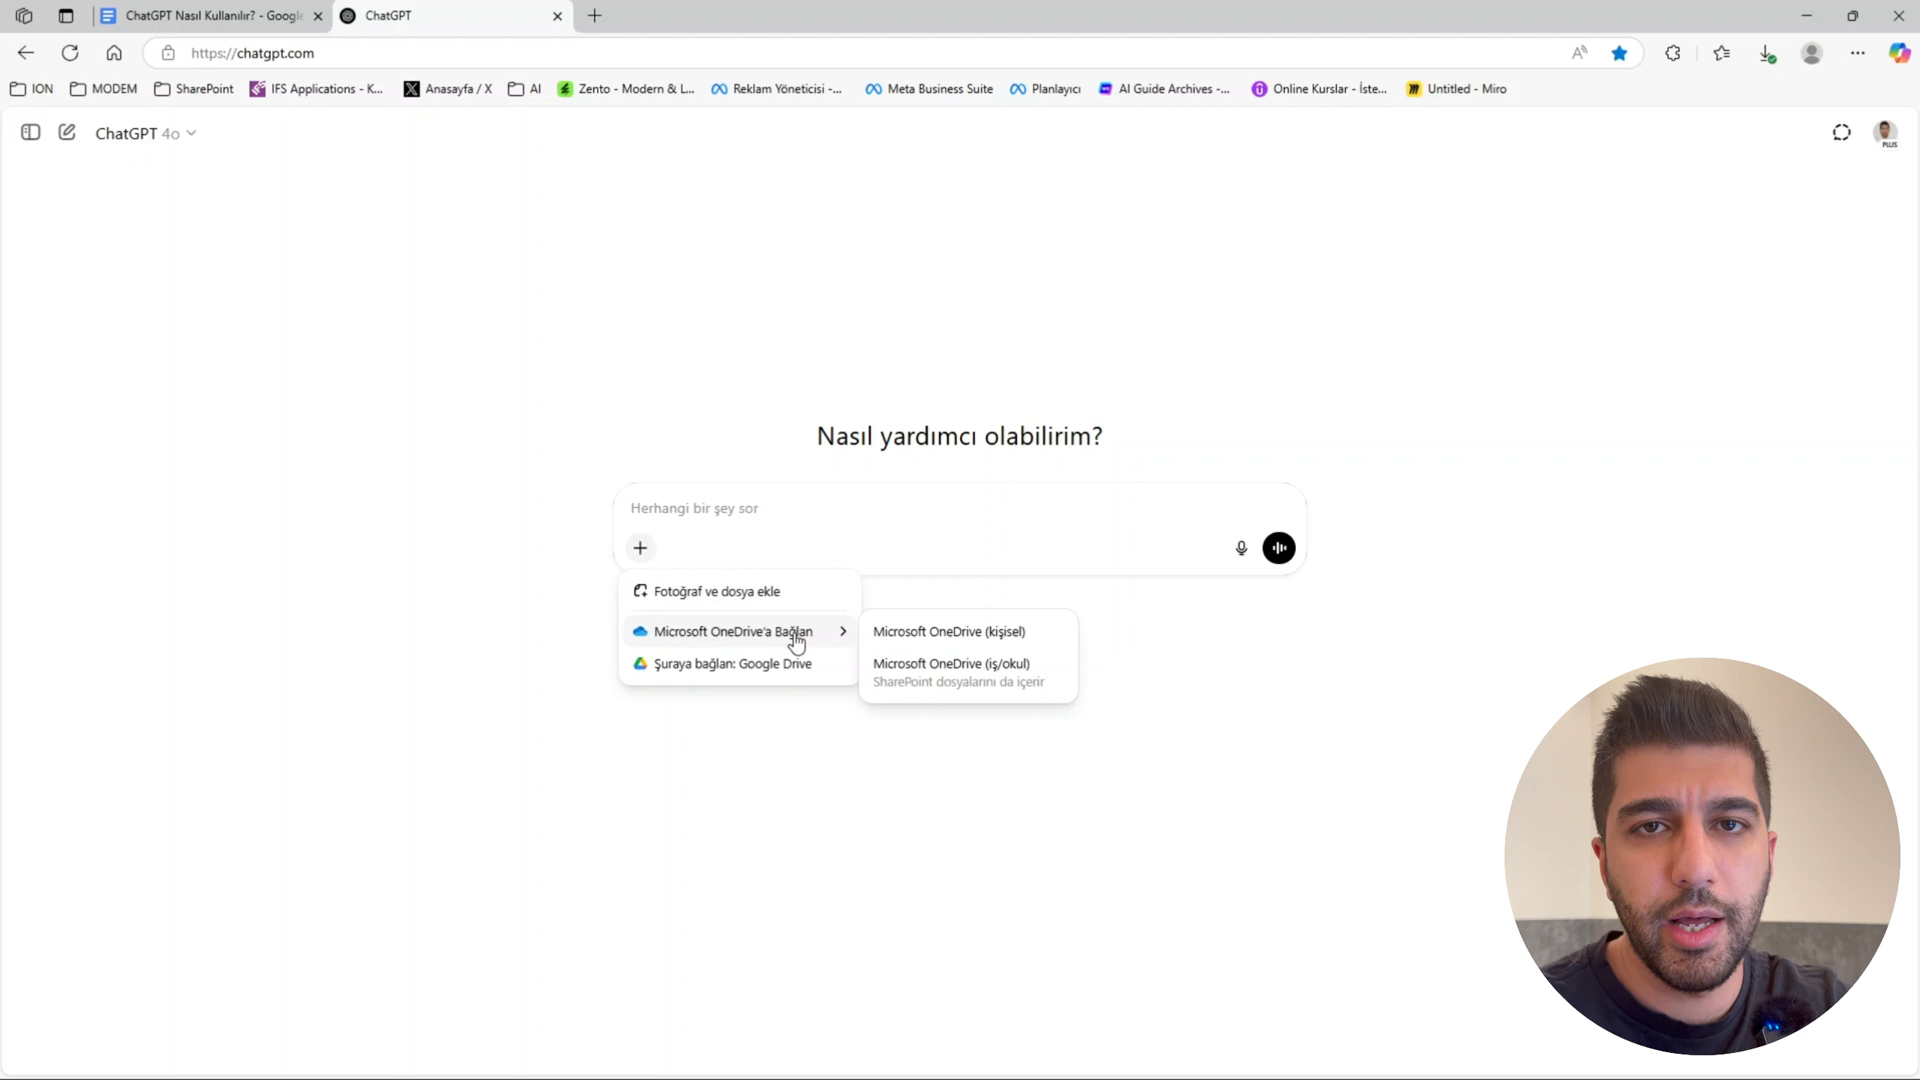 ChatGPT Nasıl Kullanılır? - Google
ChatGPT
https://chatgpt.com
ION
MODEM
SharePoint
IFS Applications - K...
Anasayfa / X
AI
Zento - Modern & L...
Reklam Yöneticisi -...
Meta Business Suite
Planlayıcı
AI Guide Archives -...
Online Kurslar - İste...
Untitled - Miro
ChatGPT 4o
PLUS
Nasıl yardımcı olabilirim?
Herhangi bir şey sor
Fotoğraf ve dosya ekle
Microsoft OneDrive'a Bağlan
Şuraya bağlan: Google Drive
Microsoft OneDrive (kişisel)
Microsoft OneDrive (iş/okul)
SharePoint dosyalarını da içerir